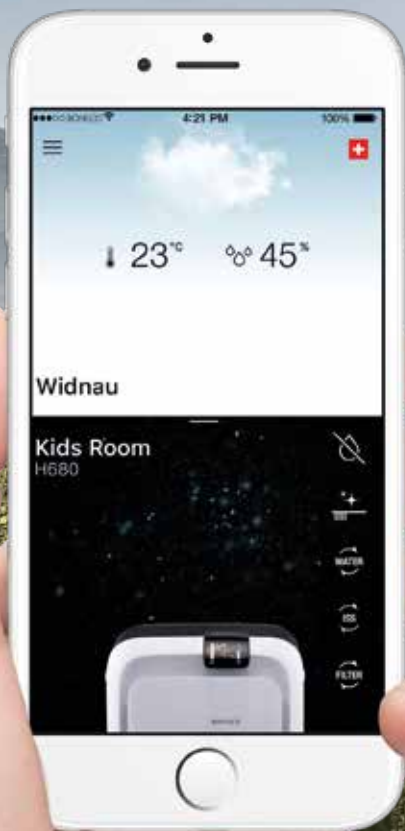 4:21 PM
100%
23°C
45%
Widnau
Kids Room
H680
WATER
ISS
FILTER